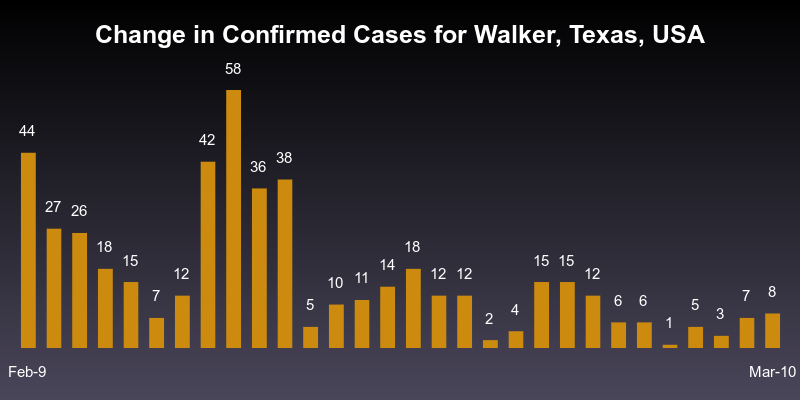 Change in Confirmed Cases for Walker, Texas, USA
44 27 26 18 15 7 12 42 58 36 38 5 10 11 14 18 12 12 2 4 15 15 12 6 6 1 5 3 7 8
Feb-9 Mar-10